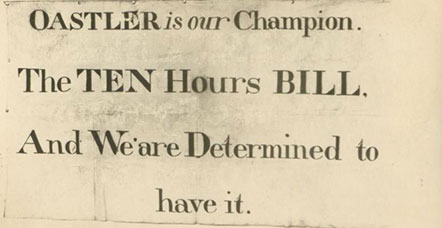 OASTLER is our Champion.
The TEN Hours BILL,
And We'are Determined to
have it.